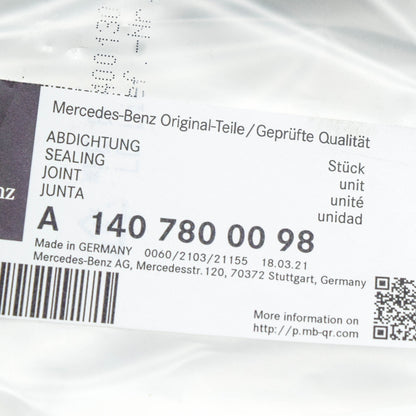 Mercedes-Benz Original-Teile/Geprüfte Qualität
ABDICHTUNG
SEALING
JOINT
JUNTA
Stück
unit
unité
unidad
nz
A 140 780 00 98
Made in GERMANY 0060/2103/21155 18.03.21
Mercedes-Benz AG, Mercedesstr.120, 70372 Stuttgart, Germany
More information on
http://p.mb-qr.com/